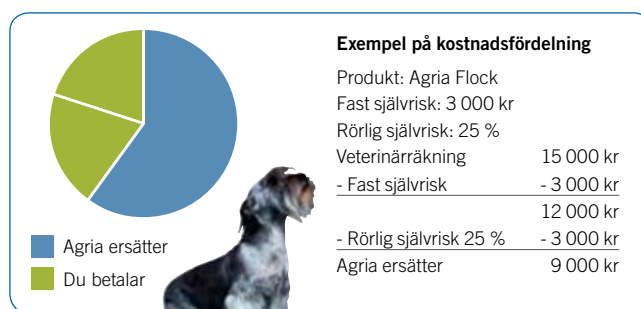 Exempel på kostnadsfördelning
Produkt: Agria Flock
Fast självrisk: 3 000 kr
Rörlig självrisk: 25 %
Veterinärräkning 15 000 kr
- Fast självrisk - 3 000 kr
12 000 kr
- Rörlig självrisk 25 % - 3 000 kr
Agria ersätter 9 000 kr
Agria ersätter
Du betalar